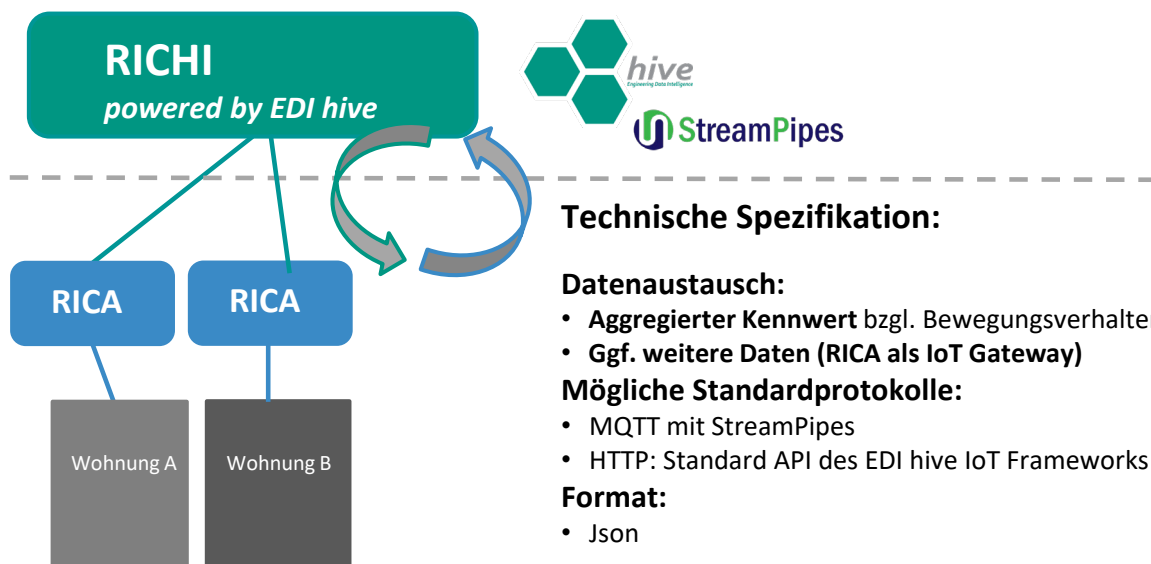 RICHI
powered by EDI hive
hive
Engineering Data Intelligence
StreamPipes
RICA
RICA
Wohnung A
Wohnung B
Technische Spezifikation:
Datenaustausch:
• Aggregierter Kennwert bzgl. Bewegungsverhalten
• Ggf. weitere Daten (RICA als IoT Gateway)
Mögliche Standardprotokolle:
• MQTT mit StreamPipes
• HTTP: Standard API des EDI hive IoT Frameworks
Format:
• Json